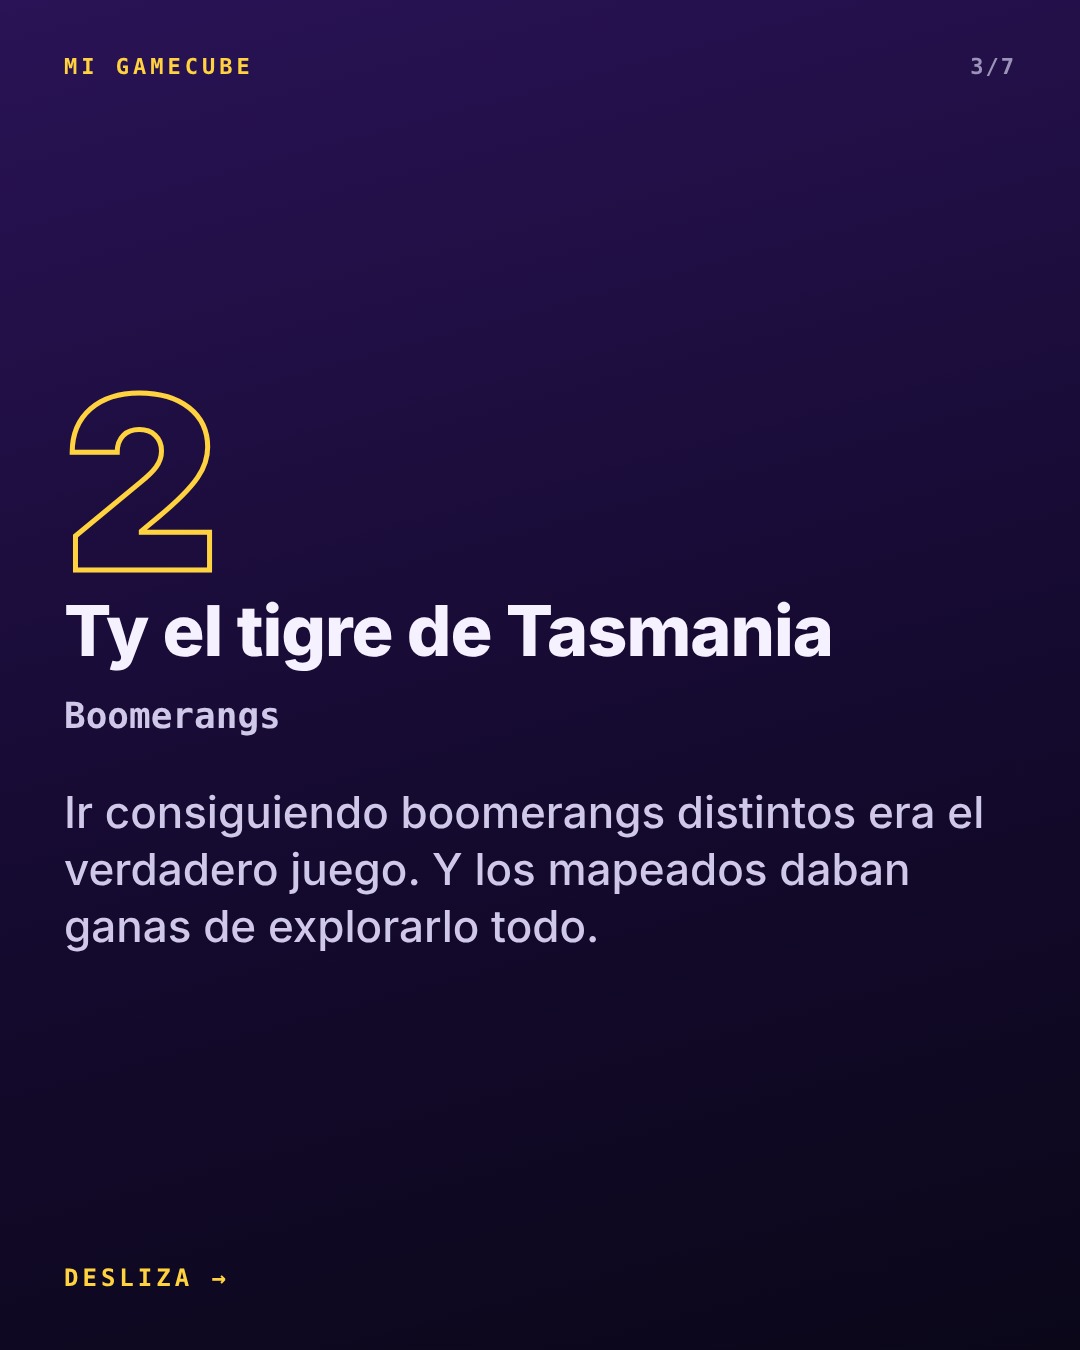 MI GAMECUBE
3/7
2
Ty el tigre de Tasmania
Boomerangs
Ir consiguiendo boomerangs distintos era el
verdadero juego. Y los mapeados daban
ganas de explorarlo todo.
DESLIZA →